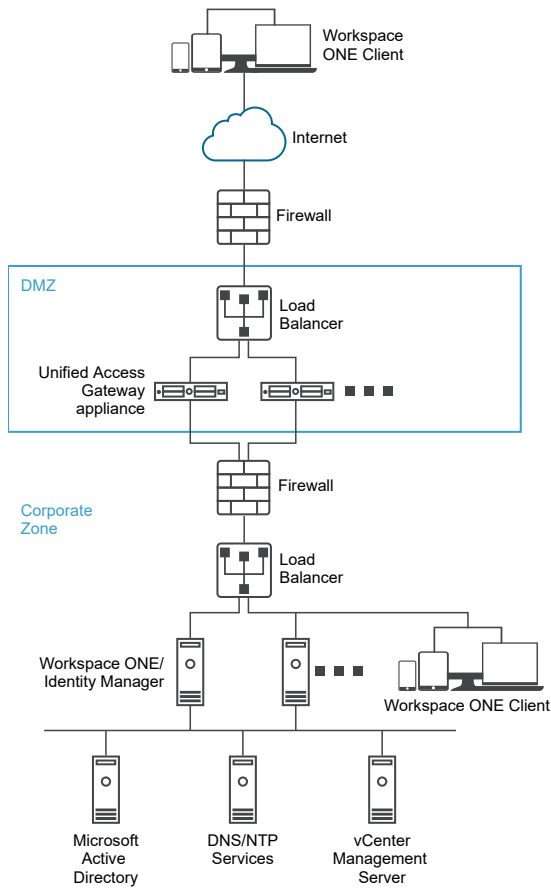 Workspace
ONE Client
Internet
Firewall
DMZ
Load
Balancer
Unified Access
Gateway
appliance
Firewall
Corporate
Zone
Load
Balancer
Workspace ONE/
Identity Manager
Workspace ONE Client
Microsoft
Active
Directory
DNS/NTP
Services
vCenter
Management
Server